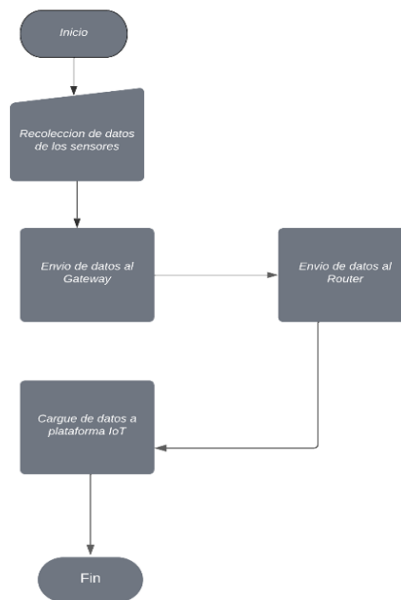 Inicio
Recoleccion de datos
de los sensores
Envio de datos al
Gateway
Envio de datos al
Router
Cargue de datos a
plataforma IoT
Fin